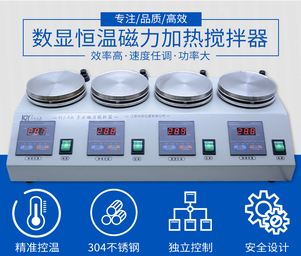 专注/品质/高效
数显恒温磁力加热搅拌器
效率高·速度任调·功率大
精准控温
304不锈钢
独立控制
安全设计